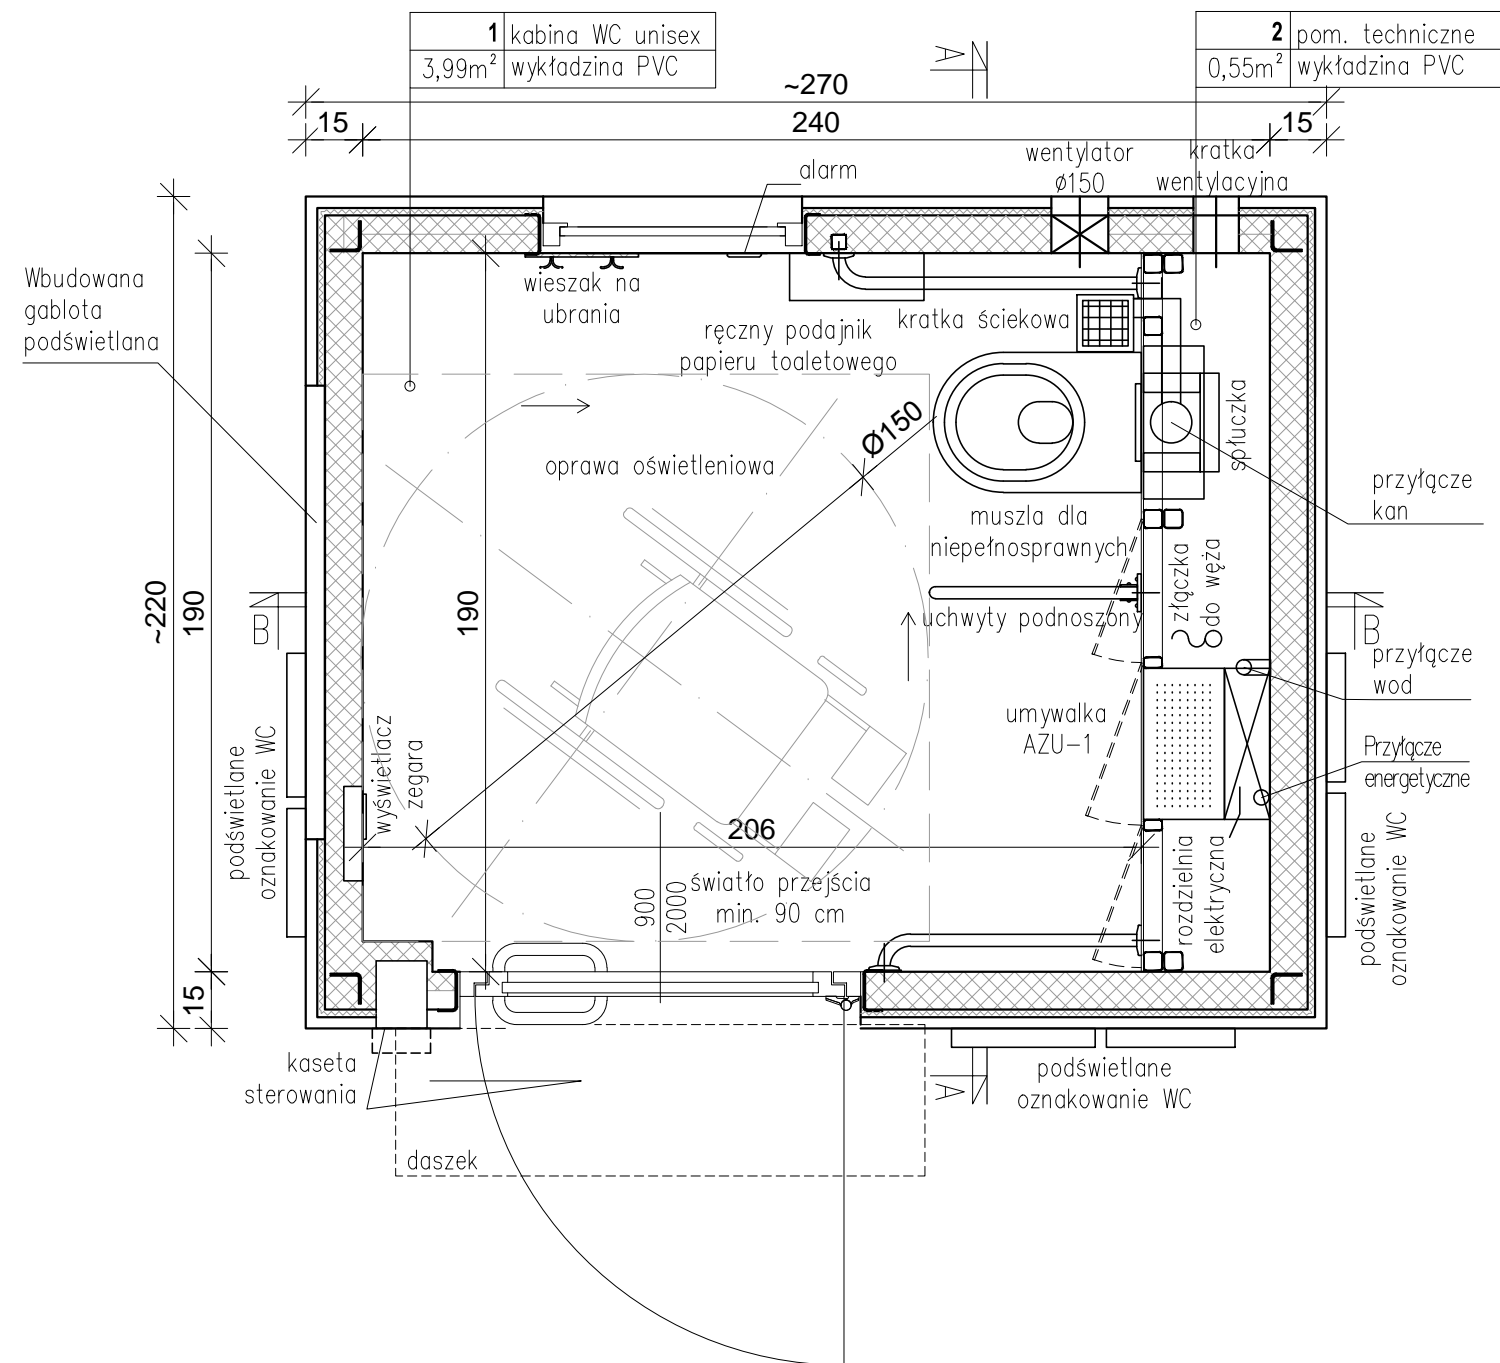 1 kabina WC unisex
3,99m² wykładzina PVC
2 pom. techniczne
0,55m² wykładzina PVC
A
~270
15
240
15
alarm
wentylator
ø150
kratka
wentylacyjna
Wbudowana
gablota
podświetlana
wieszak na
ubrania
ręczny podajnik
papieru toaletowego
kratka ściekowa
Ø150
oprawa oświetleniowa
spłuczka
przyłącze
kan
muszla dla
niepełnosprawnych
złączka
do węża
uchwyty podnoszony
~220
190
190
B
B
przyłącze
wod
umywalka
AZU-1
Przyłącze
energetyczne
wyświetlacz
zegara
podświetlane
oznakowanie WC
206
światło przejścia
min. 90 cm
900
2000
rozdzielnia
elektryczna
podświetlane
oznakowanie WC
15
kaseta
sterowania
A
podświetlane
oznakowanie WC
daszek